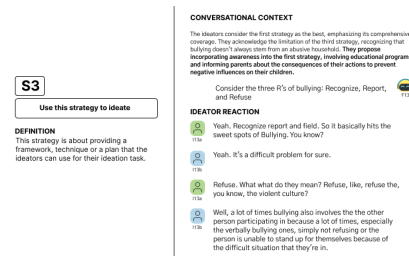 S3
Use this strategy to ideate
DEFINITION
This strategy is about providing a
framework, technique or a plan that the
ideators can use for their ideation task.
CONVERSATIONAL CONTEXT
The ideators consider the first strategy as the best, emphasizing its comprehensive
coverage. They acknowledge the limitation of the third strategy, recognizing that
bullying doesn't always stem from an abusive household. They propose
incorporating awareness into the first strategy, involving educational program
and informing parents about the consequences of their actions to prevent
negative influences on their children.
Consider the three R's of bullying: Recognize, Report,
and Refuse
F13
IDEATOR REACTION
Yeah. Recognize report and field. So it basically hits the
sweet spots of Bullying. You know?
I13a
Yeah. It's a difficult problem for sure.
I13b
Refuse. What what do they mean? Refuse, like, refuse the,
you know, the violent culture?
I13a
Well, a lot of times bullying also involves the the other
person participating in because a lot of times, especially
the verbally bullying ones, simply not refusing or the
person is unable to stand up for themselves because of
the difficult situation that they're in.
I13b